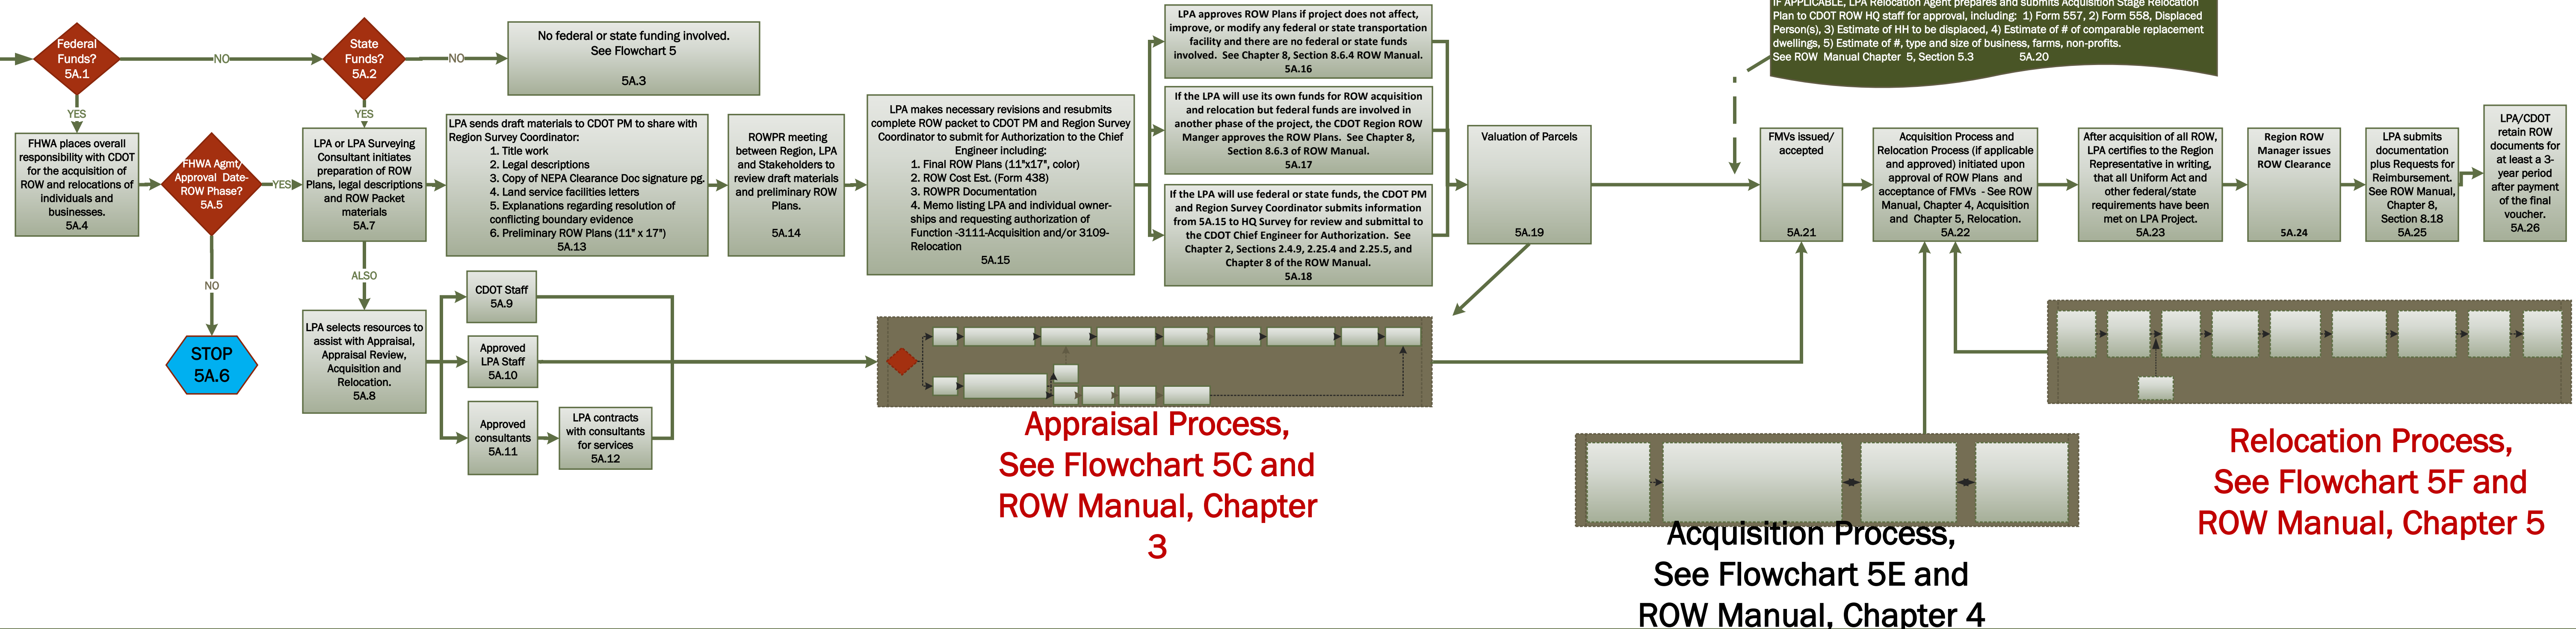 Federal
Funds?
5A.1
NO
YES
State
Funds?
5A.2
NO
YES
No federal or state funding involved.
See Flowchart 5
5A.3
FHWA places overall
responsibility with CDOT
for the acquisition of
ROW and relocations of
individuals and
businesses.
5A.4
FHWA Agmt/
Approval Date-
ROW Phase?
5A.5
YES
NO
STOP
5A.6
LPA or LPA Surveying
Consultant initiates
preparation of ROW
Plans, legal descriptions
and ROW Packet
materials
5A.7
ALSO
LPA selects resources to
assist with Appraisal,
Appraisal Review,
Acquisition and
Relocation.
5A.8
CDOT Staff
5A.9
Approved
LPA Staff
5A.10
Approved
consultants
5A.11
LPA contracts
with consultants
for services
5A.12
LPA sends draft materials to CDOT PM to share with
Region Survey Coordinator:
1. Title work
2. Legal descriptions
3. Copy of NEPA Clearance Doc signature pg.
4. Land service facilities letters
5. Explanations regarding resolution of
conflicting boundary evidence
6. Preliminary ROW Plans (11" x 17")
5A.13
ROWPR meeting
between Region, LPA
and Stakeholders to
review draft materials
and preliminary ROW
Plans.
5A.14
LPA makes necessary revisions and resubmits
complete ROW packet to CDOT PM and Region Survey
Coordinator to submit for Authorization to the Chief
Engineer including:
1. Final ROW Plans (11"x17", color)
2. ROW Cost Est. (Form 438)
3. ROWPR Documentation
4. Memo listing LPA and individual owner-
ships and requesting authorization of
Function -3111-Acquisition and/or 3109-
Relocation
5A.15
LPA approves ROW Plans if project does not affect,
improve, or modify any federal or state transportation
facility and there are no federal or state funds
involved. See Chapter 8, Section 8.6.4 ROW Manual.
5A.16
If the LPA will use its own funds for ROW acquisition
and relocation but federal funds are involved in
another phase of the project, the CDOT Region ROW
Manger approves the ROW Plans. See Chapter 8,
Section 8.6.3 of ROW Manual.
5A.17
If the LPA will use federal or state funds, the CDOT PM
and Region Survey Coordinator submits information
from 5A.15 to HQ Survey for review and submittal to
the CDOT Chief Engineer for Authorization. See
Chapter 2, Sections 2.4.9, 2.25.4 and 2.25.5, and
Chapter 8 of the ROW Manual.
5A.18
Valuation of Parcels
5A.19
IF APPLICABLE, LPA Relocation Agent prepares and submits Acquisition Stage Relocation
Plan to CDOT ROW HQ staff for approval, including: 1) Form 557, 2) Form 558, Displaced
Person(s), 3) Estimate of HH to be displaced, 4) Estimate of # of comparable replacement
dwellings, 5) Estimate of #, type and size of business, farms, non-profits.
See ROW Manual Chapter 5, Section 5.3 5A.20
FMVs issued/
accepted
5A.21
Acquisition Process and
Relocation Process (if applicable
and approved) initiated upon
approval of ROW Plans and
acceptance of FMVs - See ROW
Manual, Chapter 4, Acquisition
and Chapter 5, Relocation.
5A.22
After acquisition of all ROW,
LPA certifies to the Region
Representative in writing,
that all Uniform Act and
other federal/state
requirements have been
met on LPA Project.
5A.23
Region ROW
Manager issues
ROW Clearance
5A.24
LPA submits
documentation
plus Requests for
Reimbursement.
See ROW Manual,
Chapter 8,
Section 8.18
5A.25
LPA/CDOT
retain ROW
documents for
at least a 3-
year period
after payment
of the final
voucher.
5A.26
Appraisal Process,
See Flowchart 5C and
ROW Manual, Chapter
3
Acquisition Process,
See Flowchart 5E and
ROW Manual, Chapter 4
Relocation Process,
See Flowchart 5F and
ROW Manual, Chapter 5